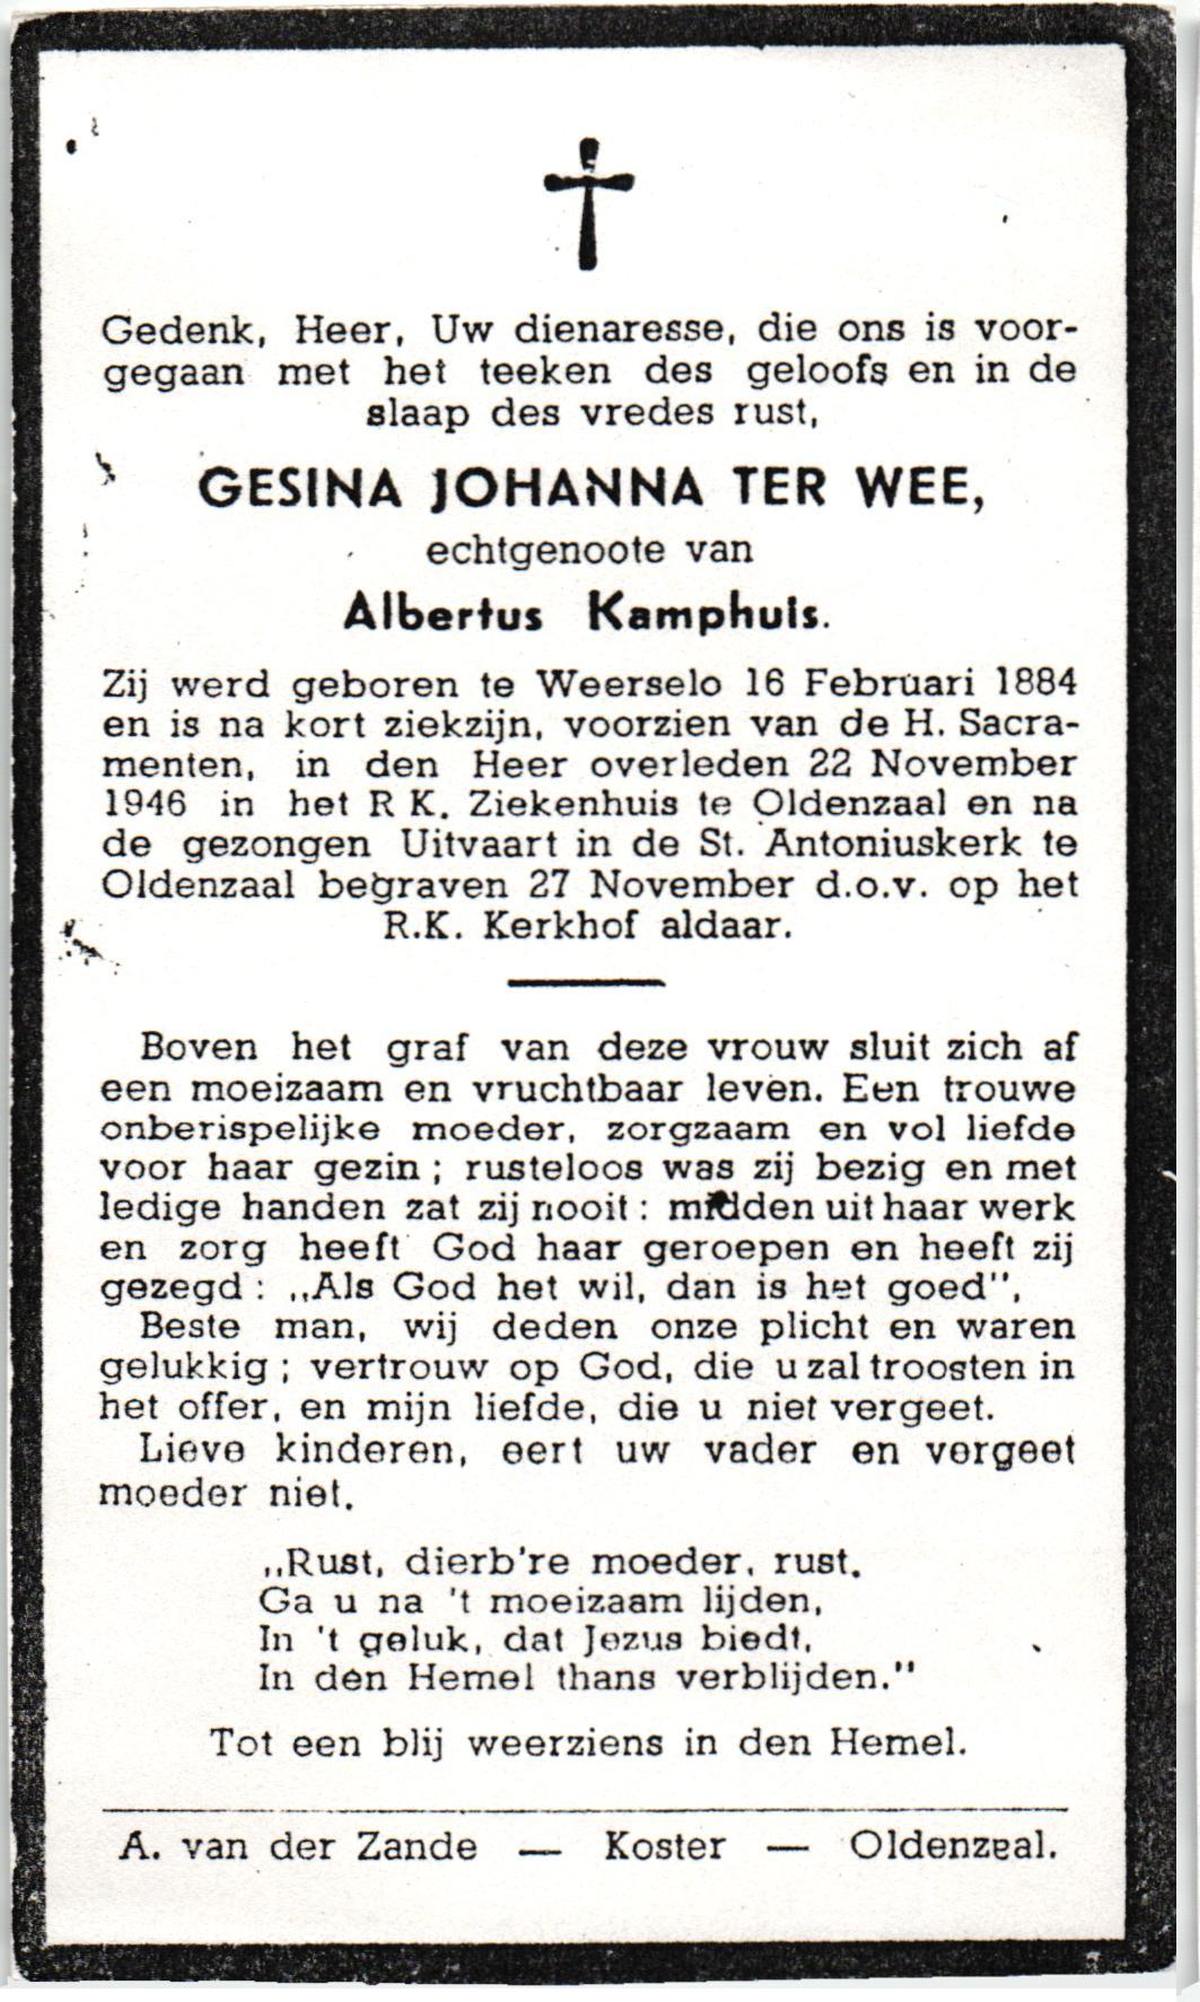 Gedenk, Heer, Uw dienaresse, die ons is voor-
gegaan met het teeken des geloofs en in de
slaap des vredes rust,
GESINA JOHANNA TER WEE,
echtgenoote van
Albertus Kamphuis.
Zij werd geboren te Weerselo 16 Februari 1884
en is na kort ziekzijn, voorzien van de H. Sacra-
menten, in den Heer overleden 22 November
1946 in het R K. Ziekenhuis te Oldenzaal en na
de gezongen Uitvaart in de St. Antoniuskerk te
Oldenzaal begraven 27 November d.o.v. op het
R.K. Kerkhof aldaar.
Boven het graf van deze vrouw sluit zich af
een moeizaam en vruchtbaar leven. Een trouwe
onberispelijke moeder, zorgzaam en vol liefde
voor haar gezin ; rusteloos was zij bezig en met
ledige handen zat zij nooit : midden uit haar werk
en zorg heeft God haar geroepen en heeft zij
gezegd : „Als God het wil, dan is het goed",
Beste man, wij deden onze plicht en waren
gelukkig ; vertrouw op God, die u zal troosten in
het offer, en mijn liefde, die u niet vergeet.
Lieve kinderen, eert uw vader en vergeet
moeder niet.
„Rust, dierb're moeder, rust.
Ga u na 't moeizaam lijden,
In 't geluk, dat Jezus biedt,
In den Hemel thans verblijden."
Tot een blij weerziens in den Hemel.
A. van der Zande — Koster — Oldenzaal.